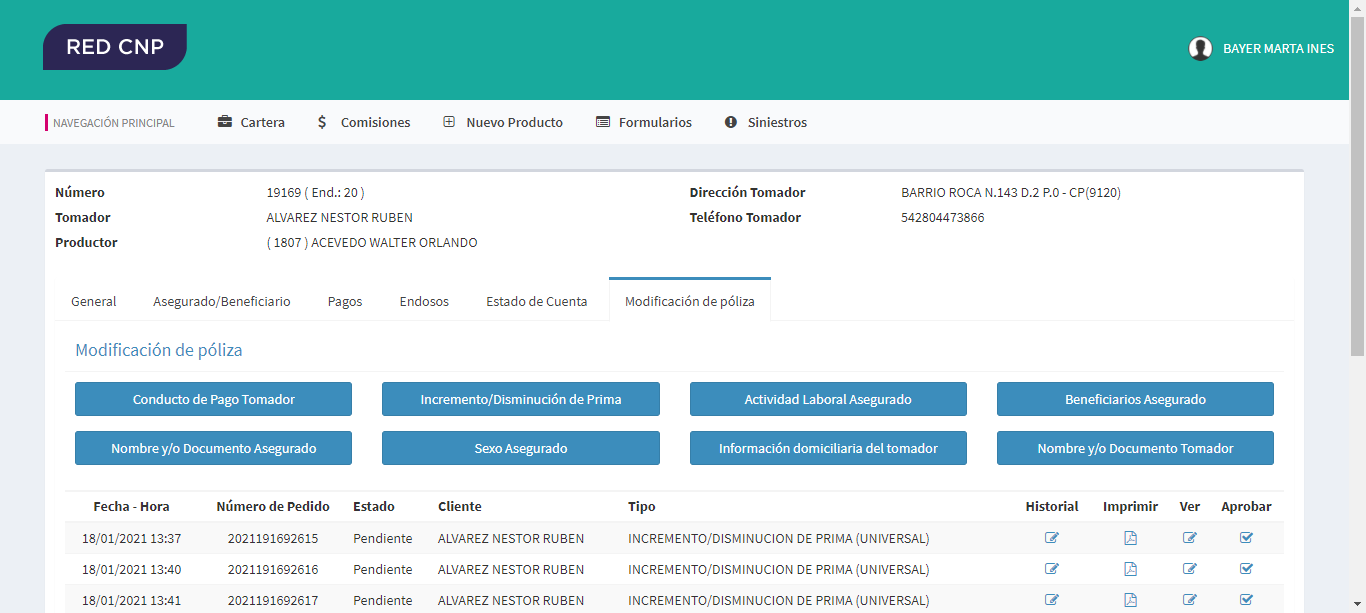 RED CNP
BAYER MARTA INES
NAVEGACIÓN PRINCIPAL Cartera Comisiones Nuevo Producto Formularios Siniestros
Número 19169 ( End.: 20 ) Dirección Tomador BARRIO ROCA N.143 D.2 P.0 - CP(9120)
Tomador ALVAREZ NESTOR RUBEN Teléfono Tomador 542804473866
Productor ( 1807 ) ACEVEDO WALTER ORLANDO
General Asegurado/Beneficiario Pagos Endosos Estado de Cuenta Modificación de póliza
Modificación de póliza
Conducto de Pago Tomador Incremento/Disminución de Prima Actividad Laboral Asegurado Beneficiarios Asegurado
Nombre y/o Documento Asegurado Sexo Asegurado Información domiciliaria del tomador Nombre y/o Documento Tomador
Fecha - Hora Número de Pedido Estado Cliente Tipo Historial Imprimir Ver Aprobar
18/01/2021 13:37 2021191692615 Pendiente ALVAREZ NESTOR RUBEN INCREMENTO/DISMINUCION DE PRIMA (UNIVERSAL)
18/01/2021 13:40 2021191692616 Pendiente ALVAREZ NESTOR RUBEN INCREMENTO/DISMINUCION DE PRIMA (UNIVERSAL)
18/01/2021 13:41 2021191692617 Pendiente ALVAREZ NESTOR RUBEN INCREMENTO/DISMINUCION DE PRIMA (UNIVERSAL)